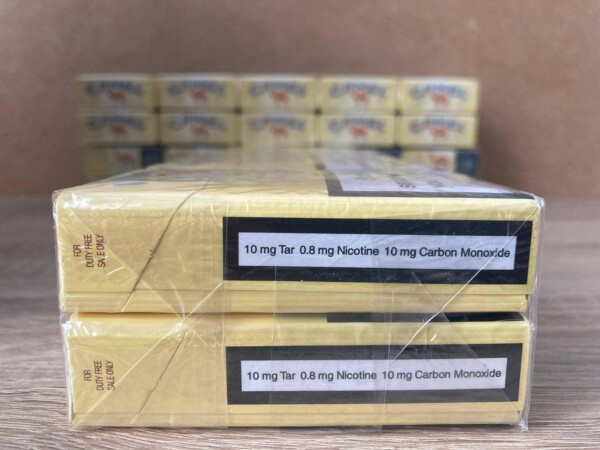 FOR
DUTY FREE
SALE ONLY
10 mg Tar 0.8 mg Nicotine 10 mg Carbon Monoxide
FOR
DUTY FREE
SALE ONLY
10 mg Tar 0.8 mg Nicotine 10 mg Carbon Monoxide